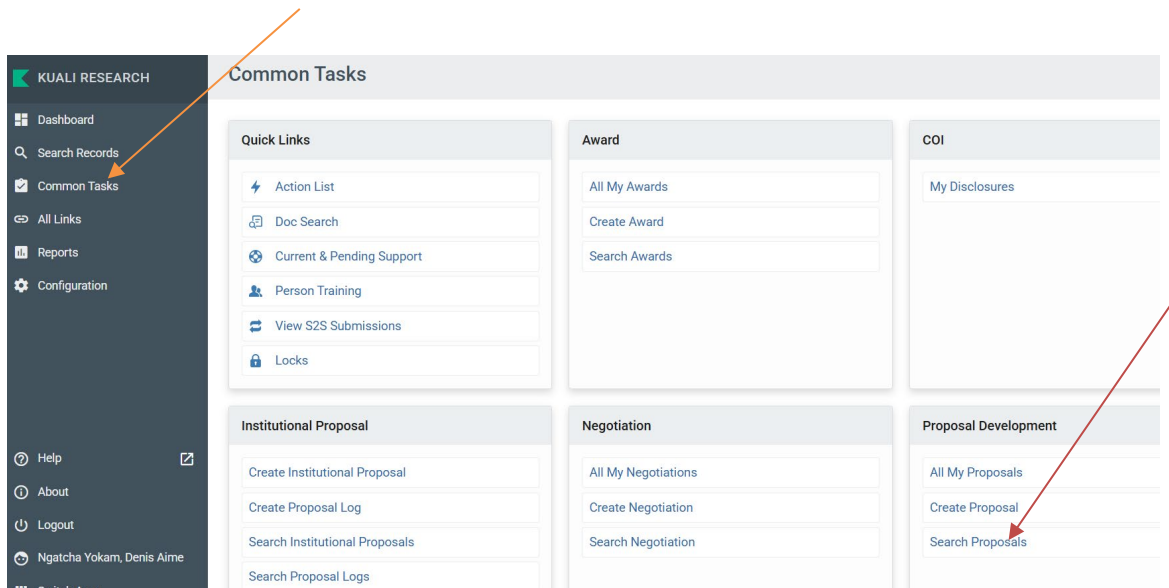 KUALI RESEARCH
Dashboard
Search Records
Common Tasks
All Links
Reports
Configuration
Help
About
Logout
Ngatcha Yokam, Denis Aime
Common Tasks
Quick Links
Action List
Doc Search
Current & Pending Support
Person Training
View S2S Submissions
Locks
Award
All My Awards
Create Award
Search Awards
COI
My Disclosures
Institutional Proposal
Create Institutional Proposal
Create Proposal Log
Search Institutional Proposals
Search Proposal Logs
Negotiation
All My Negotiations
Create Negotiation
Search Negotiation
Proposal Development
All My Proposals
Create Proposal
Search Proposals